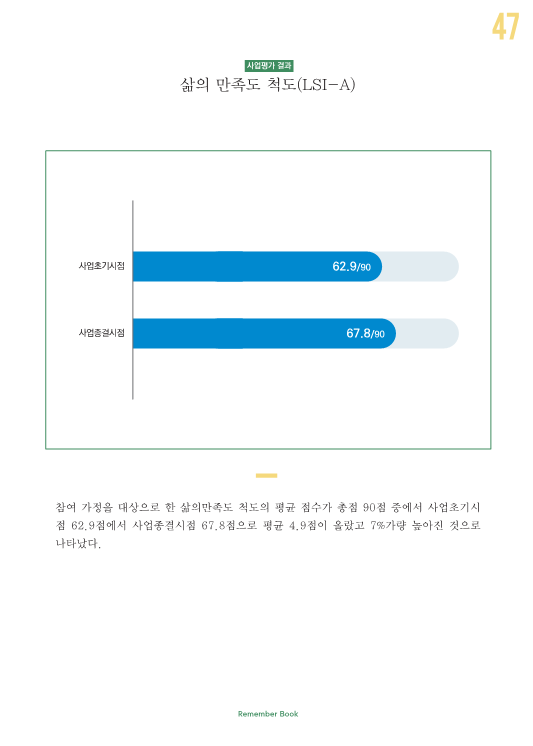 47
사업평가 결과
삶의 만족도 척도(LSI-A)
사업초기시점
62.9/90
사업종결시점
67.8/90
참여 가정을 대상으로 한 삶의만족도 척도의 평균 점수가 총점 90점 중에서 사업초기시
점 62.9점에서 사업종결시점 67.8점으로 평균 4.9점이 올랐고 7%가량 높아진 것으로
나타났다.
Remember Book